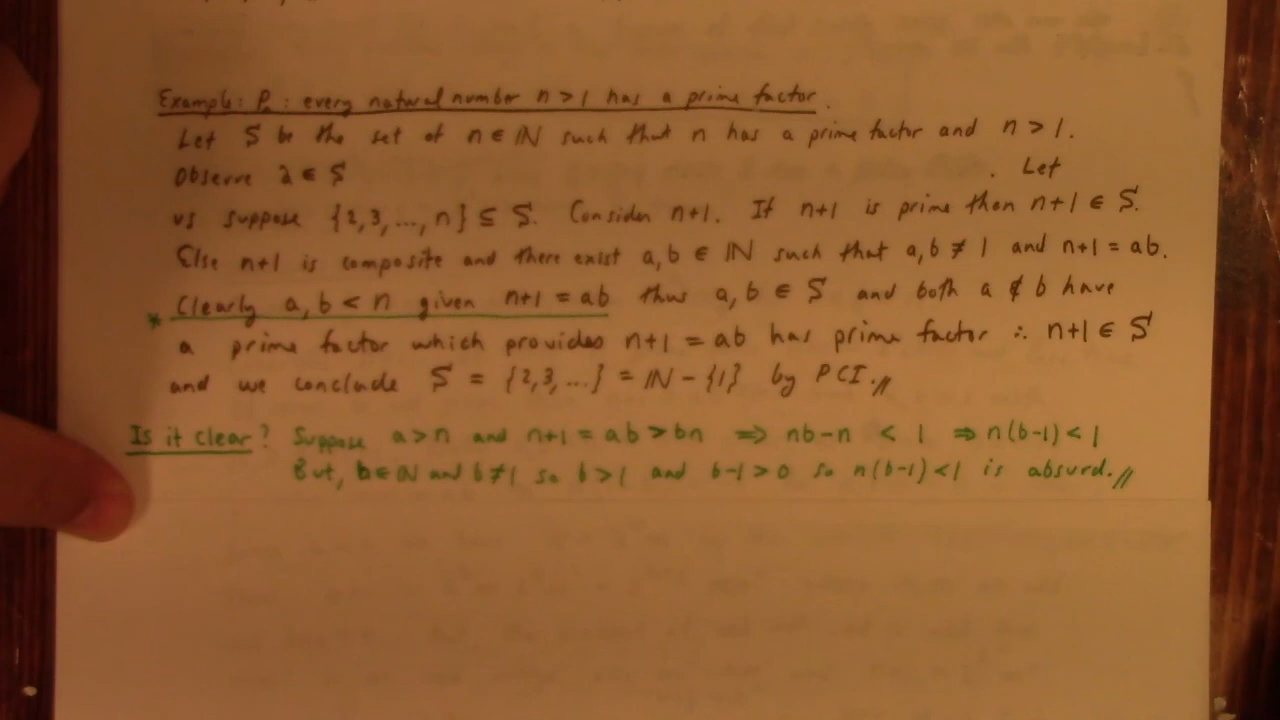 Example: Pₙ : every natural number n > 1 has a prime factor.
Let S be the set of n ∈ ℕ such that n has a prime factor and n > 1.
Observe 2 ∈ S . Let
us suppose {2,3,...,n} ⊆ S. Consider n+1. If n+1 is prime then n+1 ∈ S.
Else n+1 is composite and there exist a,b ∈ ℕ such that a,b ≠ 1 and n+1 = ab.
* Clearly a,b < n given n+1 = ab thus a,b ∈ S and both a & b have
a prime factor which provides n+1 = ab has prime factor ∴ n+1 ∈ S
and we conclude S = {2,3,...} = ℕ - {1} by PCI.//
Is it clear? Suppose a>n and n+1 = ab > bn ⇒ nb-n < 1 ⇒ n(b-1) < 1
But, b ∈ ℕ and b≠1 so b>1 and b-1>0 so n(b-1)<1 is absurd.//